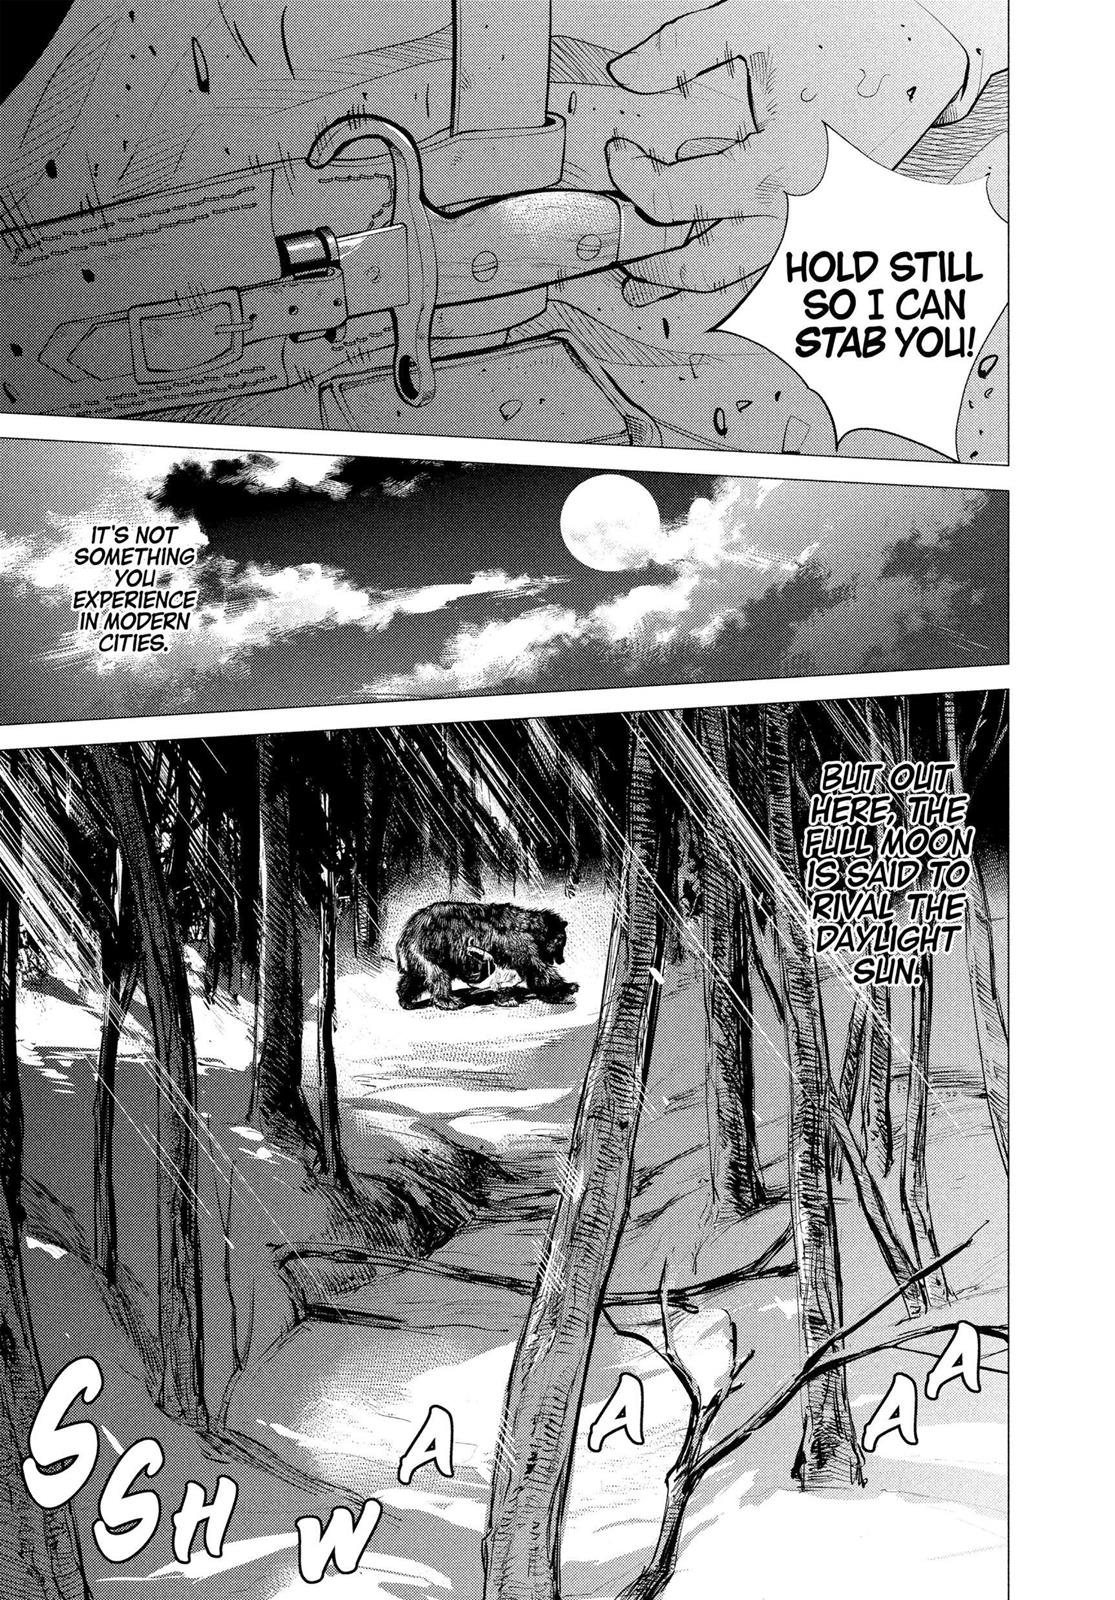 HOLD STILL
SO I CAN
STAB YOU!
IT'S NOT
SOMETHING
YOU
EXPERIENCE
IN MODERN
CITIES.
BUT OUT
HERE, THE
FULL MOON
IS SAID TO
RIVAL THE
DAYLIGHT
SUN.
SSHWAAAA